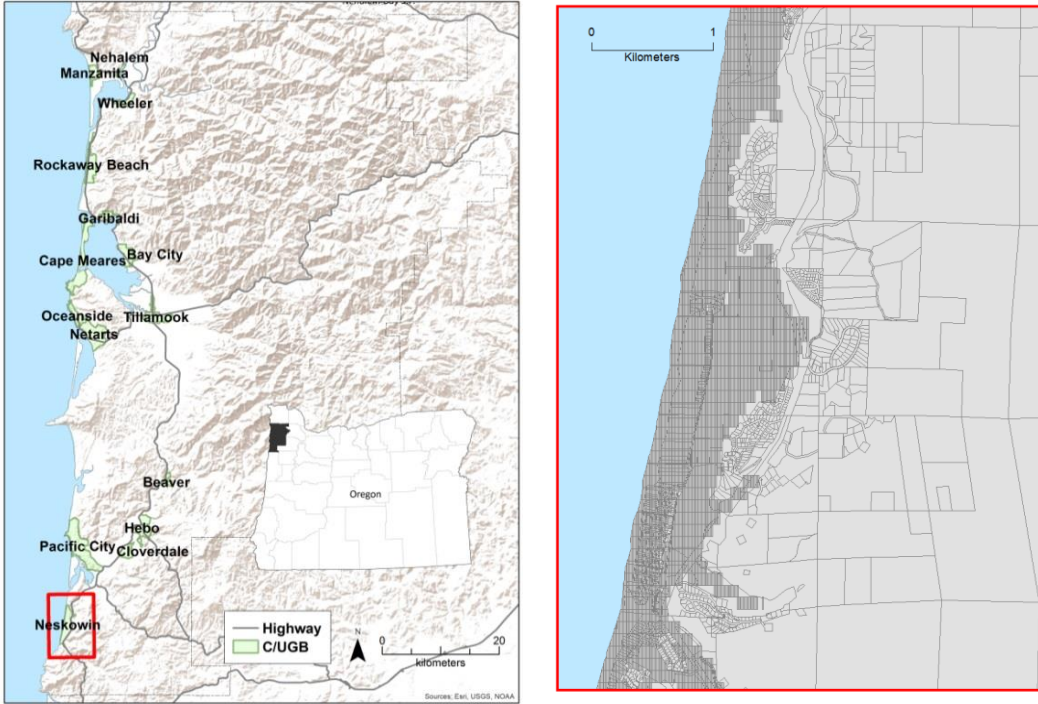 Nehalem
Manzanita
Wheeler
Rockaway Beach
Garibaldi
Bay City
Cape Meares
Oceanside
Tillamook
Netarts
Beaver
Oregon
Hebo
Pacific City
Cloverdale
Neskowin
Highway
C/UGB
N
0 20
kilometers
Sources: Esri, USGS, NOAA
0 1
Kilometers